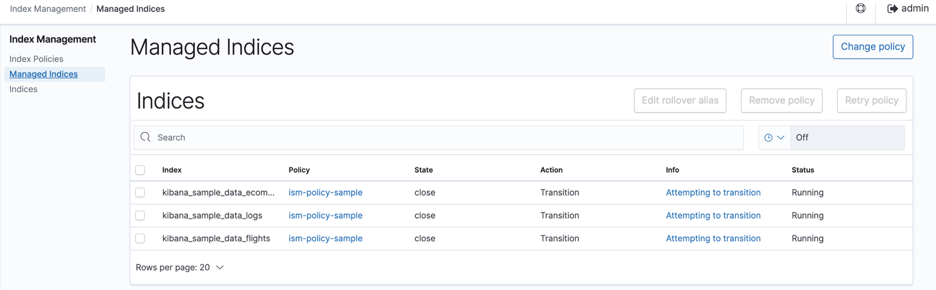 Index Management / Managed Indices
admin
Index Management
Index Policies
Managed Indices
Indices
Managed Indices
Change policy
Indices
Edit rollover alias Remove policy Retry policy
Search
Off
Index Policy State Action Info Status
kibana_sample_data_ecom... ism-policy-sample close Transition Attempting to transition Running
kibana_sample_data_logs ism-policy-sample close Transition Attempting to transition Running
kibana_sample_data_flights ism-policy-sample close Transition Attempting to transition Running
Rows per page: 20